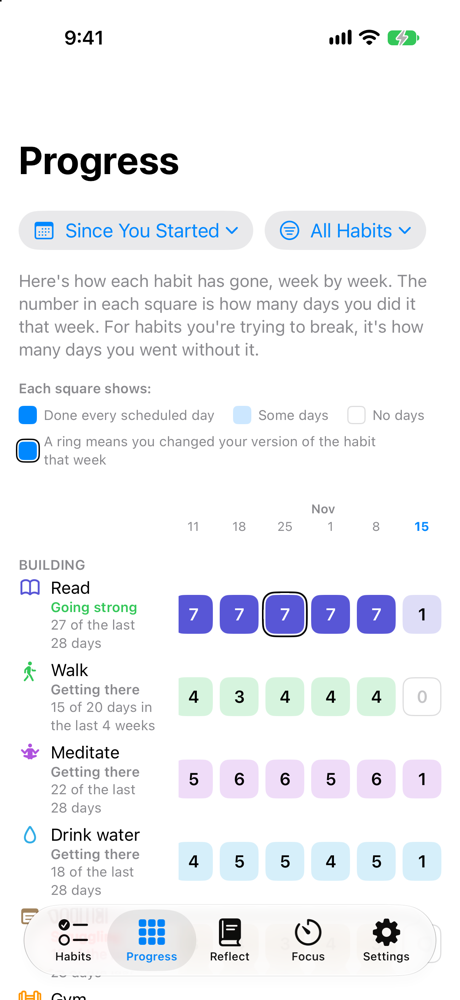 9:41
Progress
Since You Started
All Habits
Here's how each habit has gone, week by week. The
number in each square is how many days you did it
that week. For habits you're trying to break, it's how
many days you went without it.
Each square shows:
Done every scheduled day
Some days
No days
A ring means you changed your version of the habit
that week
Nov
11 18 25 1 8 15
BUILDING
Read
Going strong
27 of the last
28 days
7 7 7 7 7 1
Walk
Getting there
15 of 20 days in
the last 4 weeks
4 3 4 4 4 0
Meditate
Getting there
22 of the last
28 days
5 6 6 5 6 1
Drink water
Getting there
18 of the last
28 days
4 5 5 4 5 1
Habits
Progress
Reflect
Focus
Settings
28 days
Gym